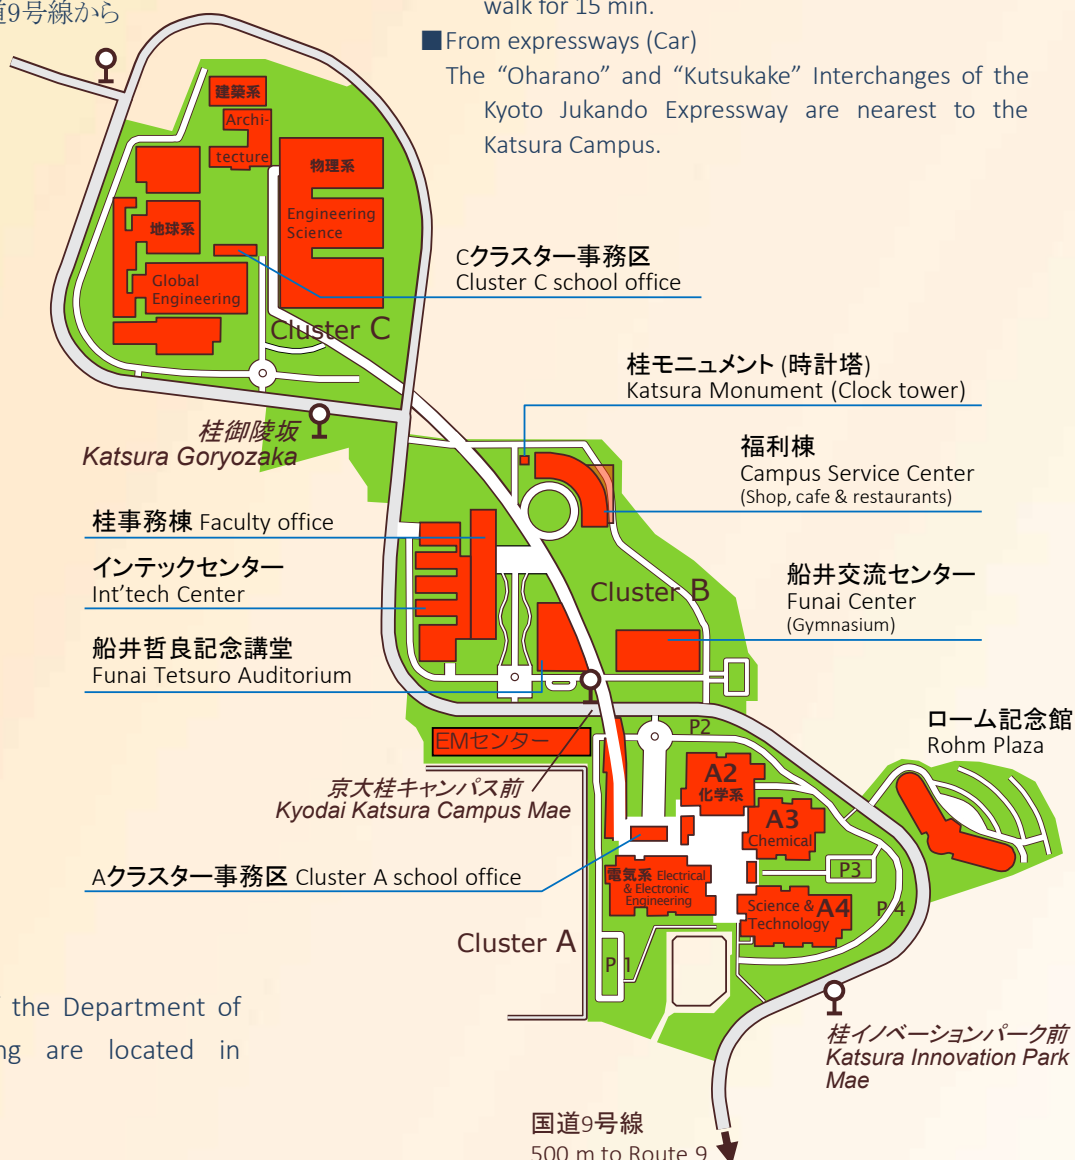 道9号線から
walk for 15 min.
■From expressways (Car)
The “Oharano” and “Kutsukake” Interchanges of the
Kyoto Jukando Expressway are nearest to the
Katsura Campus.
建築系
Archi-
tecture
物理系
Engineering
Science
地球系
Global
Engineering
Cクラスター事務区
Cluster C school office
Cluster C
桂モニュメント (時計塔)
Katsura Monument (Clock tower)
桂御陵坂
Katsura Goryozaka
福利棟
Campus Service Center
(Shop, cafe & restaurants)
桂事務棟 Faculty office
インテックセンター
Int’tech Center
Cluster B
船井交流センター
Funai Center
(Gymnasium)
船井哲良記念講堂
Funai Tetsuro Auditorium
ローム記念館
Rohm Plaza
P2
EMセンター
A2
化学系
京大桂キャンパス前
Kyodai Katsura Campus Mae
A3
Chemical
P3
Aクラスター事務区 Cluster A school office
電気系 Electrical
& Electronic
Engineering
Science & A4
Technology
P 4
Cluster A
P 1
the Department of
ng are located in
桂イノベーションパーク前
Katsura Innovation Park
Mae
国道9号線
500 m to Route 9